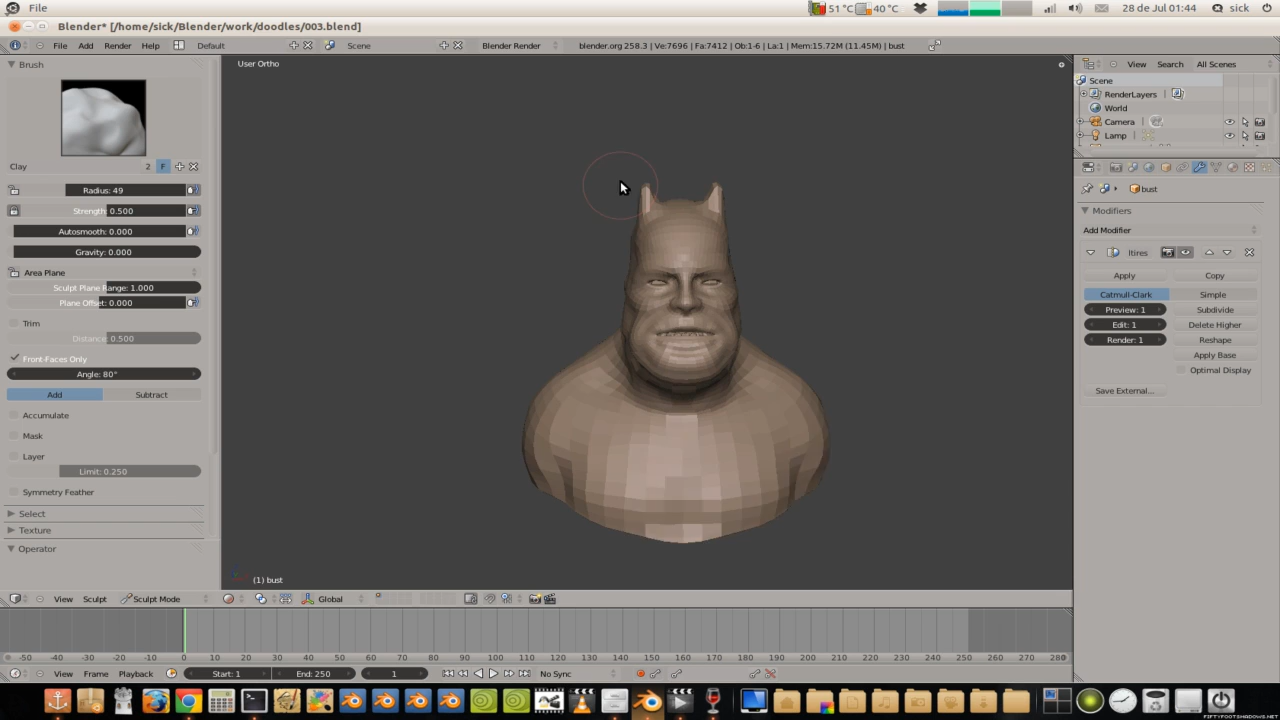 File
51 °C
40 °C
28 de Jul 01:44
sick
Blender* [/home/sick/Blender/work/doodles/003.blend]
File Add Render Help
Default
Scene
Blender Render
blender.org 258.3 | Ve:7696 | Fa:7412 | Ob:1-6 | La:1 | Mem:15.72M (11.45M) | bust
Brush
Clay
2
F
Radius: 49
Strength: 0.500
Autosmooth: 0.000
Gravity: 0.000
Area Plane
Sculpt Plane Range: 1.000
Plane Offset: 0.000
Trim
Distance: 0.500
Front-Faces Only
Angle: 80°
Add Subtract
Accumulate
Mask
Layer
Limit: 0.250
Symmetry Feather
Select
Texture
Operator
User Ortho
(1) bust
View Search All Scenes
Scene
RenderLayers
World
Camera
Lamp
bust
Modifiers
Add Modifier
ltires
Apply Copy
Catmull-Clark Simple
Preview: 1 Subdivide
Edit: 1 Delete Higher
Render: 1 Reshape
Apply Base
Optimal Display
Save External...
View Sculpt Sculpt Mode Global
-50 -40 -30 -20 -10 0 10 20 30 40 50 60 70 80 90 100 110 120 130 140 150 160 170 180 190 200 210 220 230 240 250 260 270 280
View Frame Playback Start: 1 End: 250 1 No Sync
FIFTYFOOTSHADOWS.NET